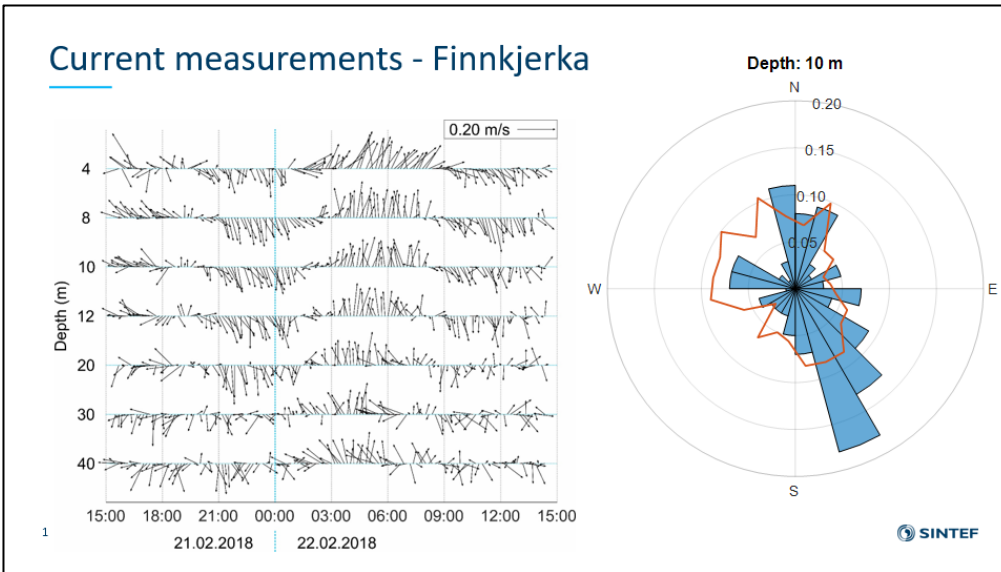 Current measurements - Finnkjerka
0.20 m/s
Depth (m)
4
8
10
12
20
30
40
15:00 18:00 21:00 00:00 03:00 06:00 09:00 12:00 15:00
21.02.2018 22.02.2018
Depth: 10 m
N
0.20
0.15
0.10
0.05
W
E
S
1
SINTEF